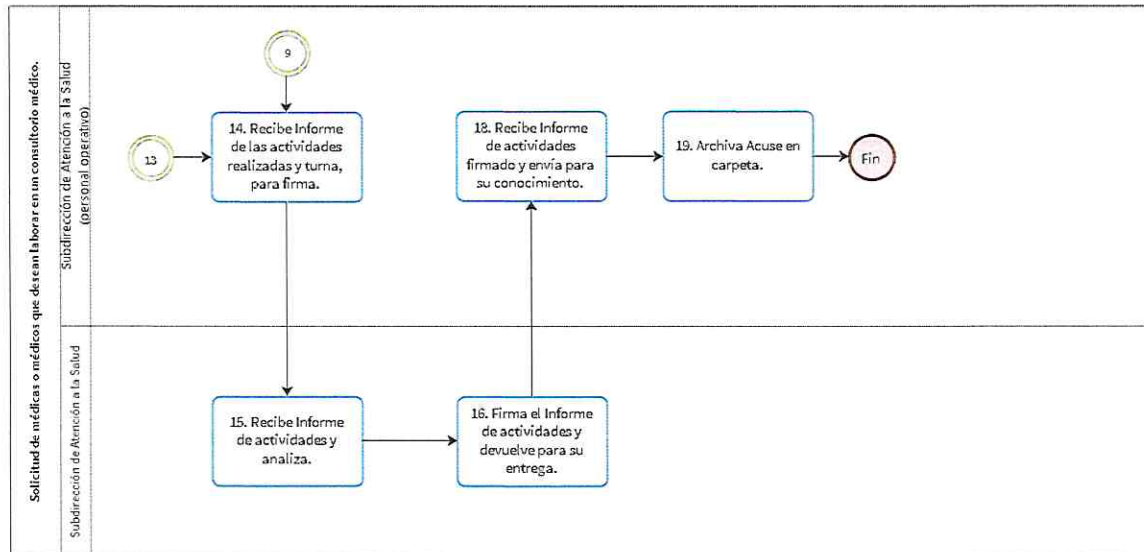 Solicitud de médicas o médicos que desean laborar en un consultorio médico.
Subdirección de Atención a la Salud
(personal operativo)
9
13
14. Recibe Informe
de las actividades
realizadas y turna,
para firma.
18. Recibe Informe
de actividades
firmado y envía para
su conocimiento.
19. Archiva Acuse en
carpeta.
Fin
Subdirección de Atención a la Salud
15. Recibe Informe
de actividades y
analiza.
16. Firma el Informe
de actividades y
devuelve para su
entrega.